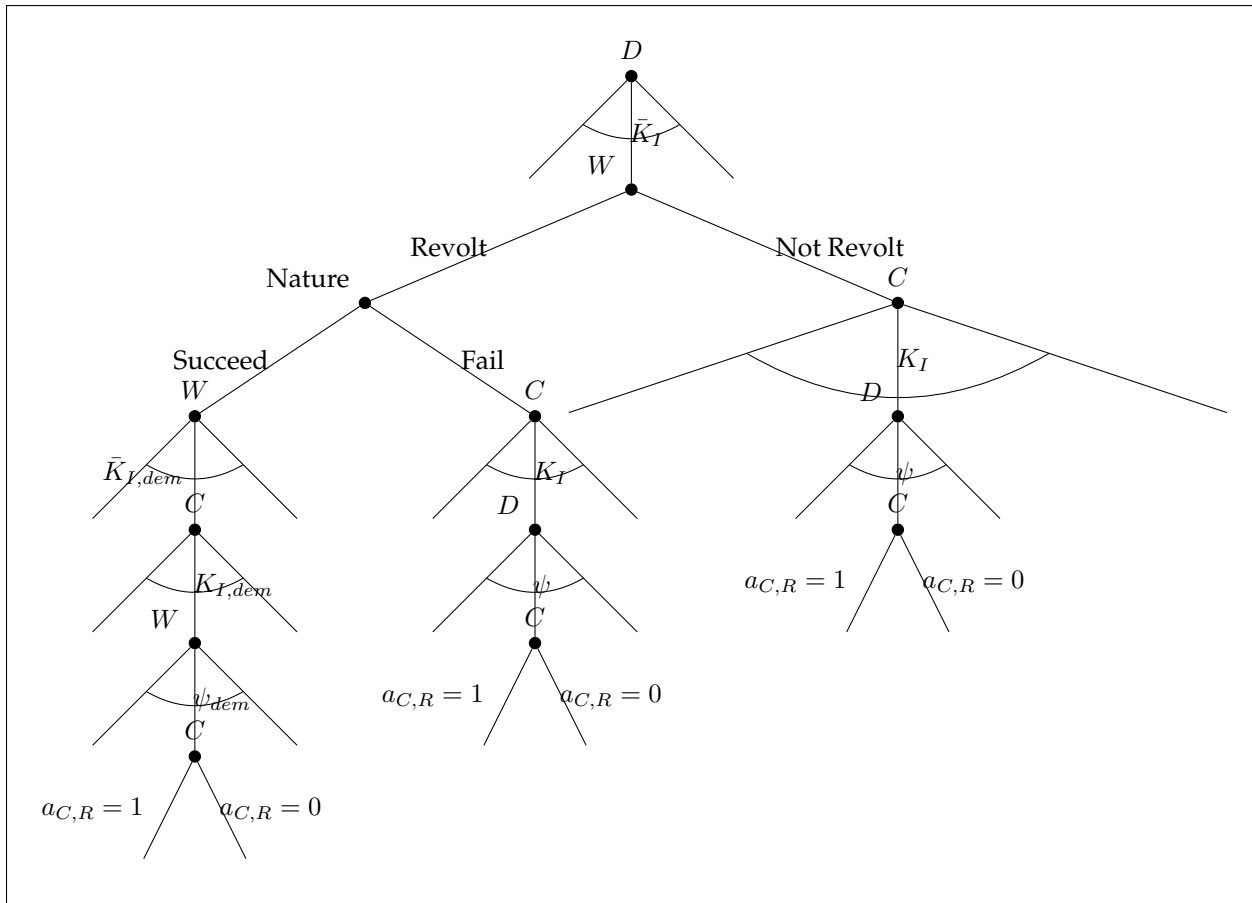 D
K̄_I
W
Revolt
Not Revolt
Nature
C
Succeed
Fail
K_I
W
C
D
K̄_{I,dem}
K_I
ψ
C
D
C
K_{I,dem}
ψ
a_{C,R} = 1
a_{C,R} = 0
W
C
ψ_{dem}
a_{C,R} = 1
a_{C,R} = 0
C
a_{C,R} = 1
a_{C,R} = 0